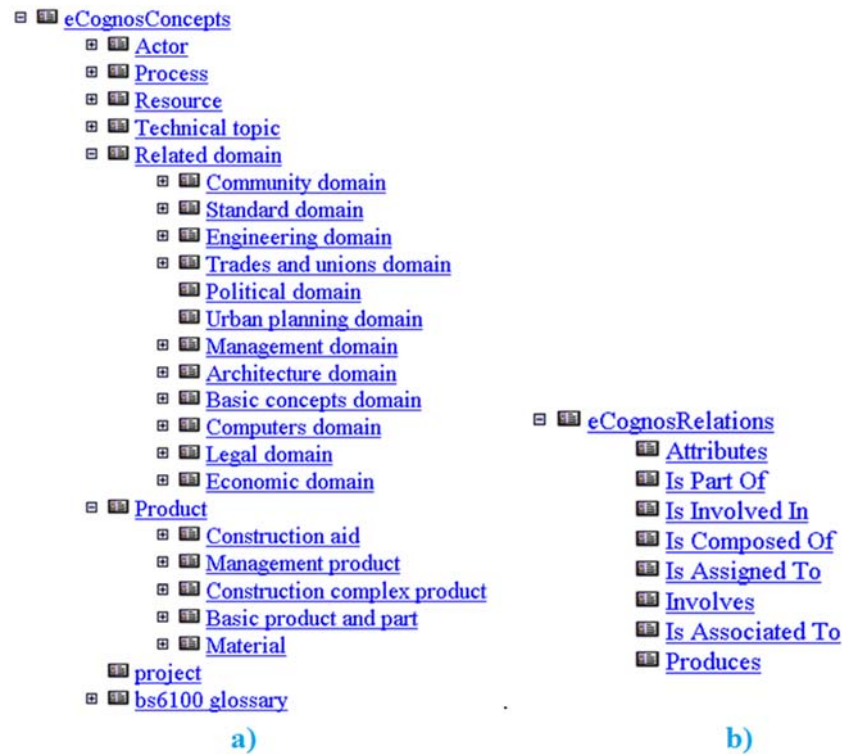 eCognosConcepts
Actor
Process
Resource
Technical topic
Related domain
Community domain
Standard domain
Engineering domain
Trades and unions domain
Political domain
Urban planning domain
Management domain
Architecture domain
Basic concepts domain
Computers domain
Legal domain
Economic domain
Product
Construction aid
Management product
Construction complex product
Basic product and part
Material
project
bs6100 glossary
a)
eCognosRelations
Attributes
Is Part Of
Is Involved In
Is Composed Of
Is Assigned To
Involves
Is Associated To
Produces
b)